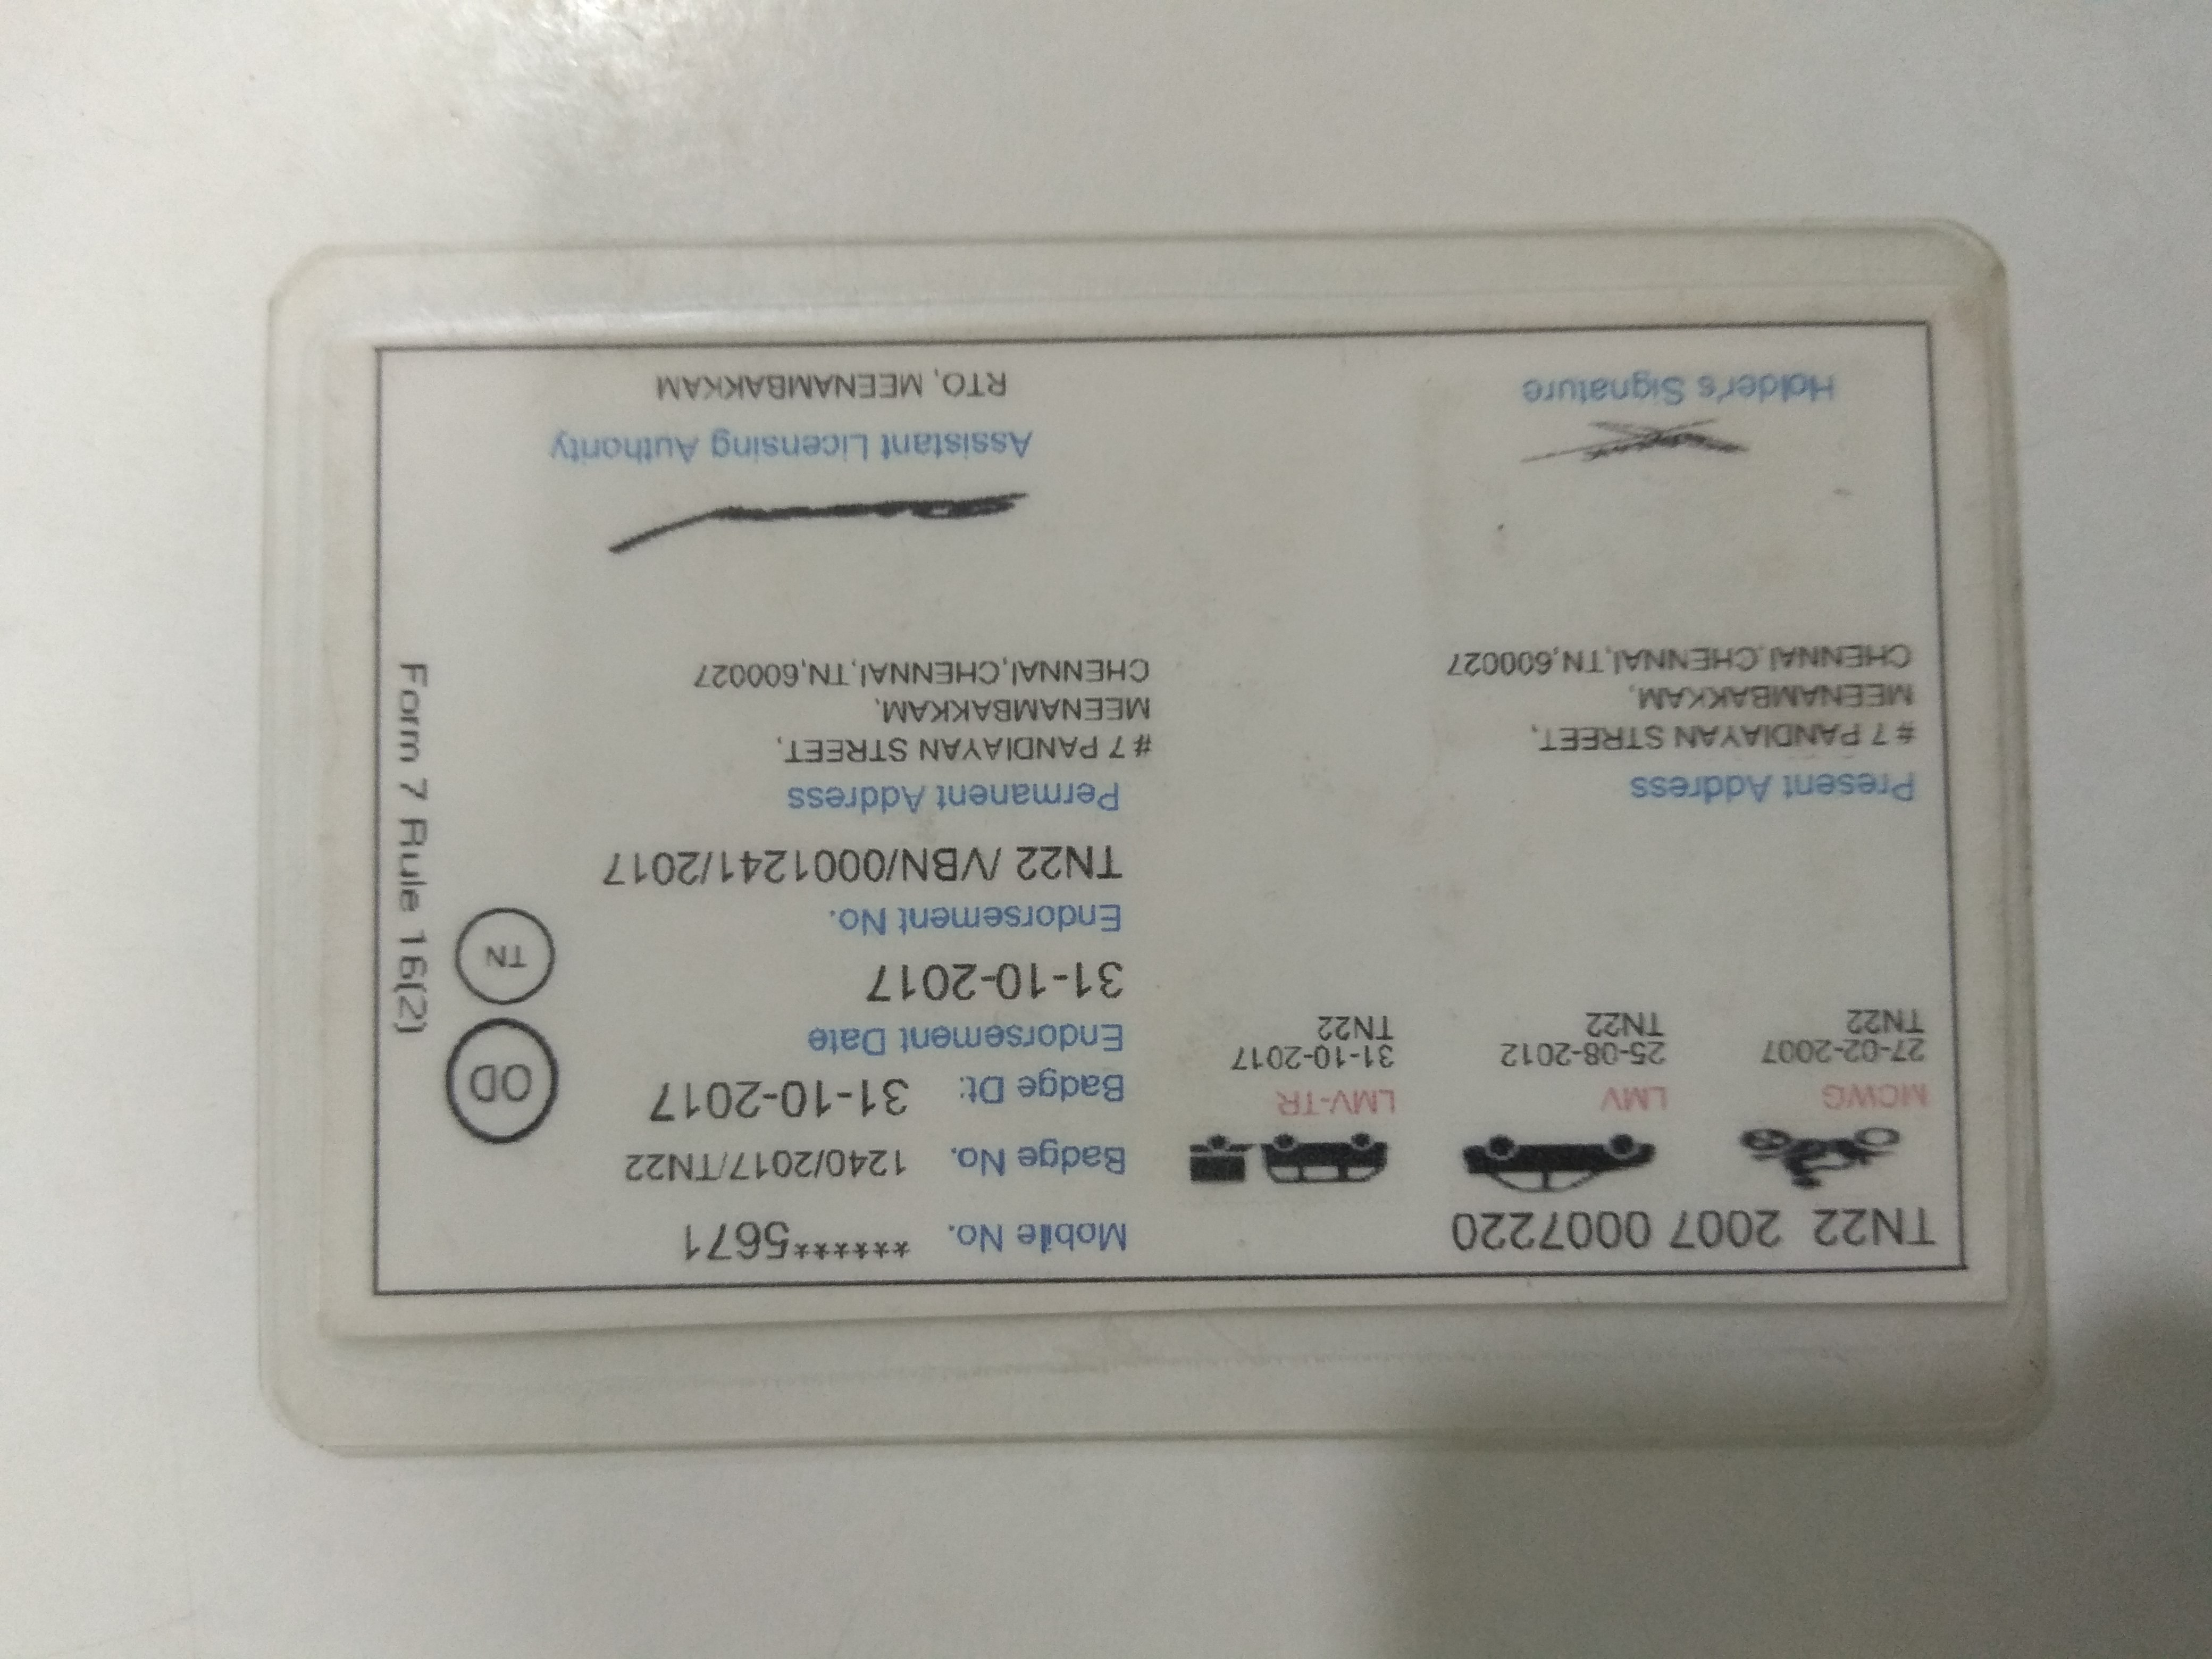 TN22 2007 0007220
MCWG
27-02-2007
TN22
LMV
25-08-2012
TN22
LMV-TR
31-10-2017
TN22
Present Address
# 7 PANDIAYAN STREET,
MEENAMBAKKAM,
CHENNAI,CHENNAI,TN,600027
Holder's Signature
Mobile No. ******5671
Badge No. 1240/2017/TN22
Badge Dt: 31-10-2017
Endorsement Date
31-10-2017
Endorsement No.
TN22 /VBN/0001241/2017
Permanent Address
# 7 PANDIAYAN STREET,
MEENAMBAKKAM,
CHENNAI,CHENNAI,TN,600027
Assistant Licensing Authority
RTO, MEENAMBAKKAM
OD
TN
Form 7 Rule 16(2)